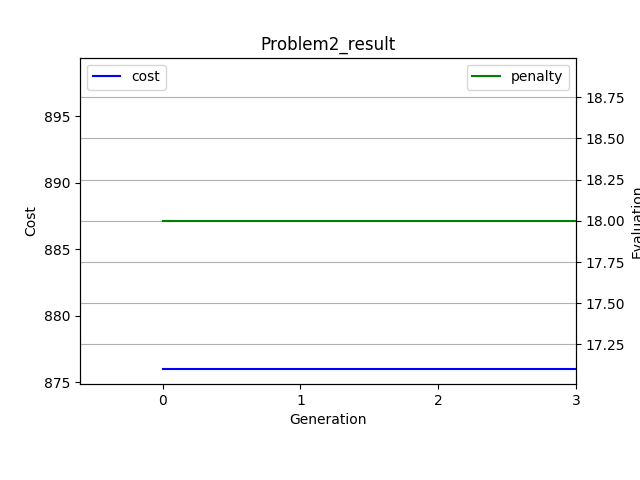 Problem2_result
cost
penalty
895
890
885
880
875
Cost
18.75
18.50
18.25
18.00
17.75
17.50
17.25
Evaluation
0 1 2 3
Generation